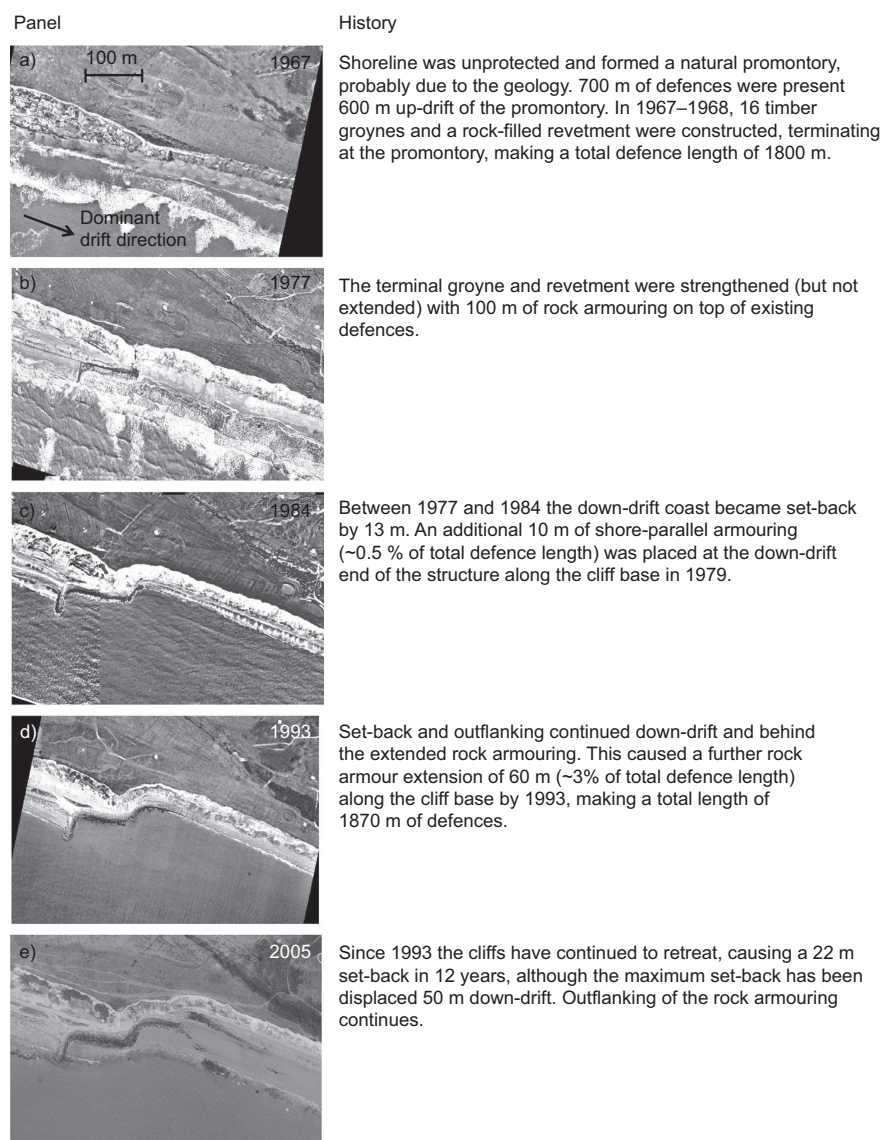 Panel
History
a)
100 m
1967
Dominant
drift direction
Shoreline was unprotected and formed a natural promontory,
probably due to the geology. 700 m of defences were present
600 m up-drift of the promontory. In 1967–1968, 16 timber
groynes and a rock-filled revetment were constructed, terminating
at the promontory, making a total defence length of 1800 m.
b)
1977
The terminal groyne and revetment were strengthened (but not
extended) with 100 m of rock armouring on top of existing
defences.
c)
1984
Between 1977 and 1984 the down-drift coast became set-back
by 13 m. An additional 10 m of shore-parallel armouring
(~0.5 % of total defence length) was placed at the down-drift
end of the structure along the cliff base in 1979.
d)
1993
Set-back and outflanking continued down-drift and behind
the extended rock armouring. This caused a further rock
armour extension of 60 m (~3% of total defence length)
along the cliff base by 1993, making a total length of
1870 m of defences.
e)
2005
Since 1993 the cliffs have continued to retreat, causing a 22 m
set-back in 12 years, although the maximum set-back has been
displaced 50 m down-drift. Outflanking of the rock armouring
continues.